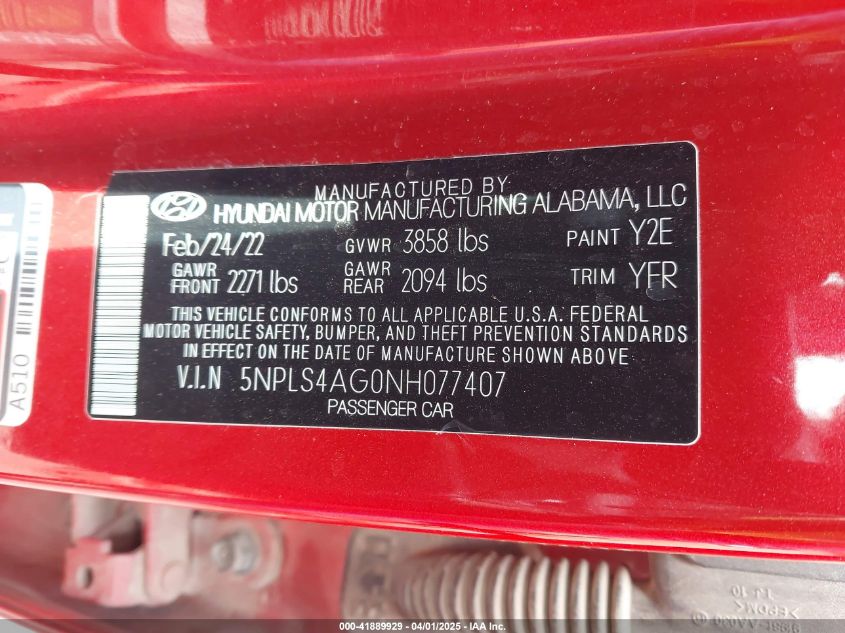 MANUFACTURED BY
HYUNDAI MOTOR MANUFACTURING ALABAMA, LLC
Feb/24/22 GVWR 3858 lbs PAINT Y2E
GAWR FRONT 2271 lbs GAWR REAR 2094 lbs TRIM YFR
THIS VEHICLE CONFORMS TO ALL APPLICABLE U.S.A. FEDERAL
MOTOR VEHICLE SAFETY, BUMPER, AND THEFT PREVENTION STANDARDS
IN EFFECT ON THE DATE OF MANUFACTURE SHOWN ABOVE.
V.I.N 5NPLS4AG0NH077407
PASSENGER CAR
A510
>EPDM<
000-41889929 - 04/01/2025 - IAA Inc.